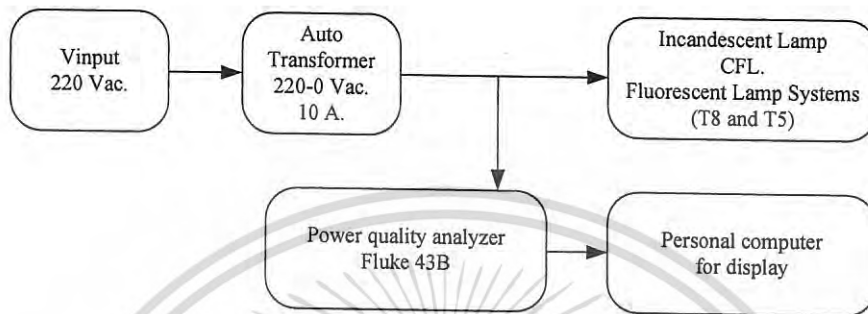 Vinput
220 Vac.
Auto
Transformer
220-0 Vac.
10 A.
Incandescent Lamp
CFL.
Fluorescent Lamp Systems
(T8 and T5)
Power quality analyzer
Fluke 43B
Personal computer
for display